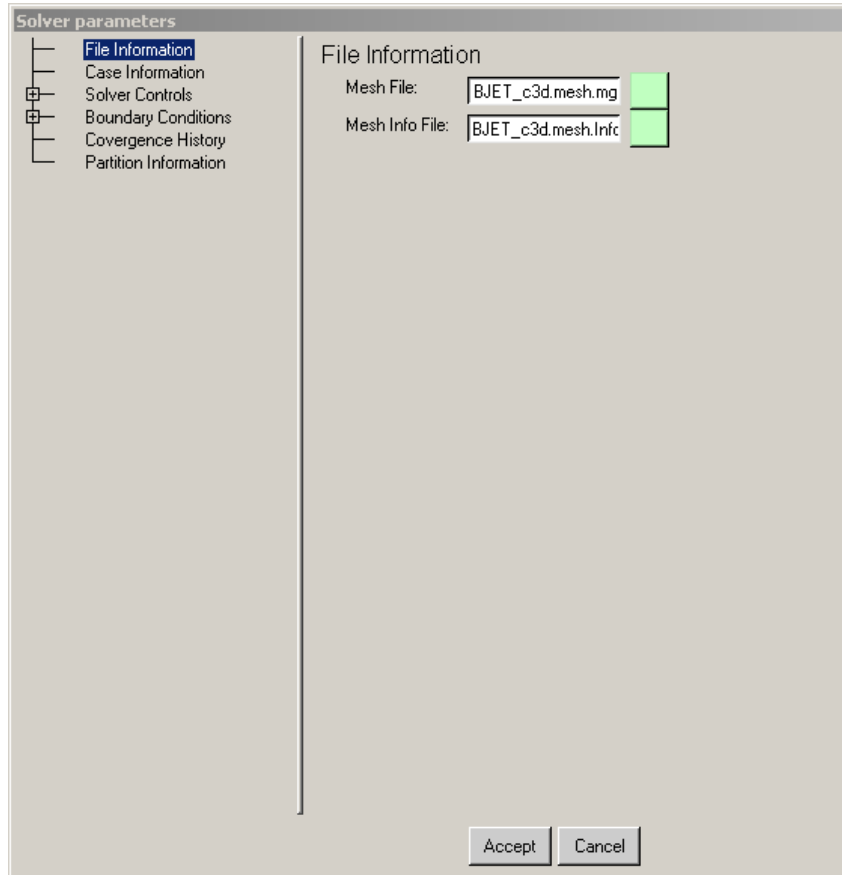 Solver parameters
File Information
Case Information
Solver Controls
Boundary Conditions
Covergence History
Partition Information
File Information
Mesh File: BJET_c3d.mesh.mg
Mesh Info File: BJET_c3d.mesh.Info
Accept Cancel